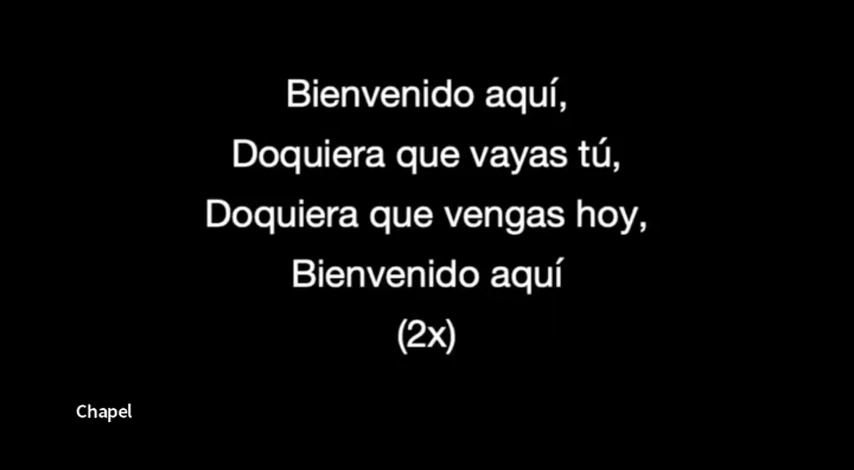 Bienvenido aquí,
Doquiera que vayas tú,
Doquiera que vengas hoy,
Bienvenido aquí
(2x)
Chapel